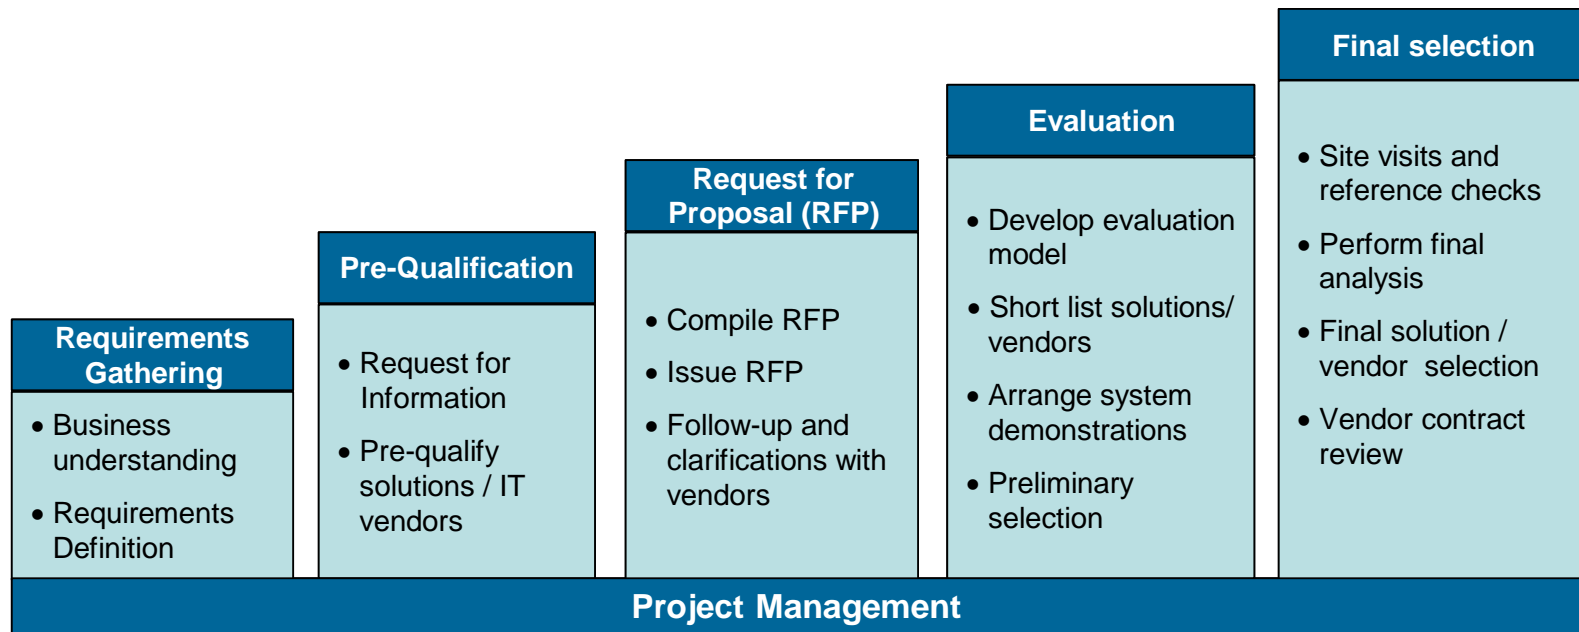 Requirements
Gathering
• Business
understanding
• Requirements
Definition
Pre-Qualification
• Request for
Information
• Pre-qualify
solutions / IT
vendors
Request for
Proposal (RFP)
• Compile RFP
• Issue RFP
• Follow-up and
clarifications with
vendors
Evaluation
• Develop evaluation
model
• Short list solutions/
vendors
• Arrange system
demonstrations
• Preliminary
selection
Final selection
• Site visits and
reference checks
• Perform final
analysis
• Final solution /
vendor selection
• Vendor contract
review
Project Management